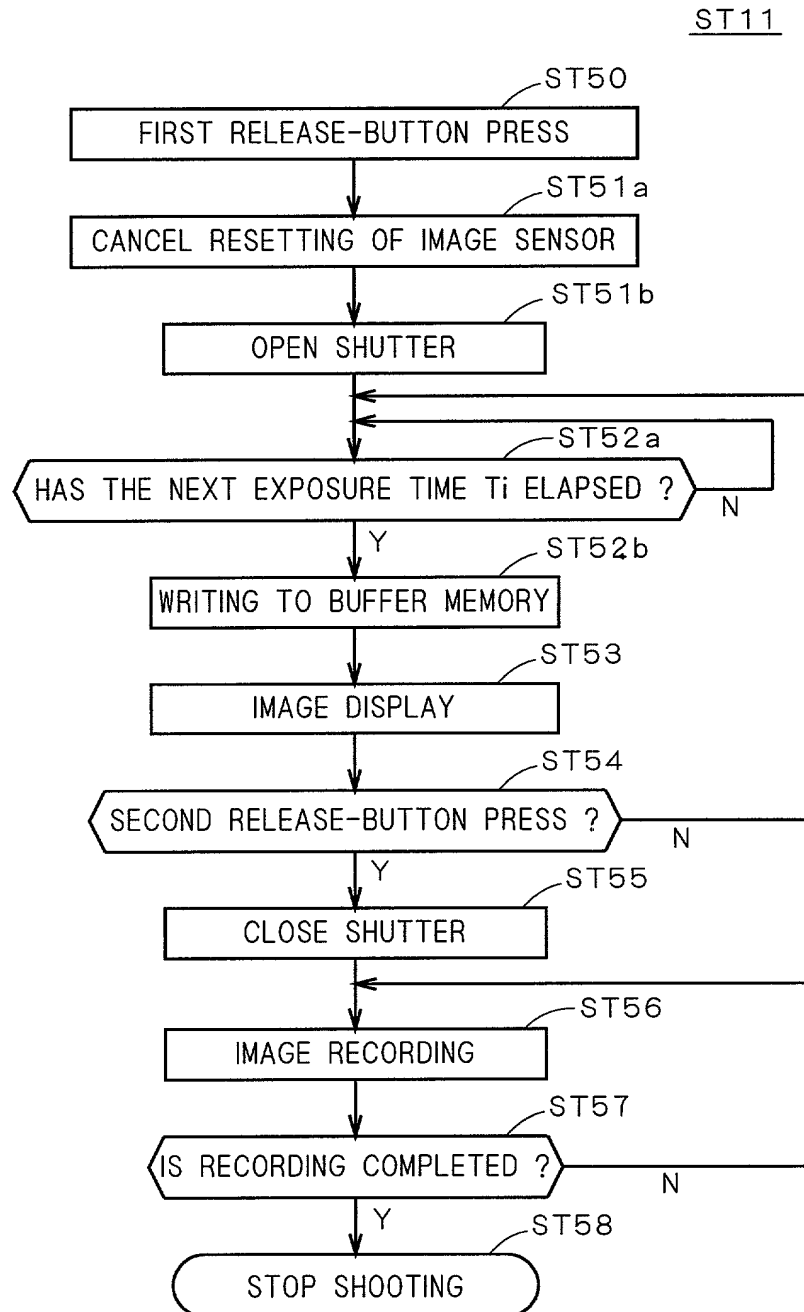 ST11
ST50
FIRST RELEASE-BUTTON PRESS
ST51a
CANCEL RESETTING OF IMAGE SENSOR
ST51b
OPEN SHUTTER
ST52a
HAS THE NEXT EXPOSURE TIME Ti ELAPSED ?
N
Y
ST52b
WRITING TO BUFFER MEMORY
ST53
IMAGE DISPLAY
ST54
SECOND RELEASE-BUTTON PRESS ?
N
Y
ST55
CLOSE SHUTTER
ST56
IMAGE RECORDING
ST57
IS RECORDING COMPLETED ?
N
Y
ST58
STOP SHOOTING